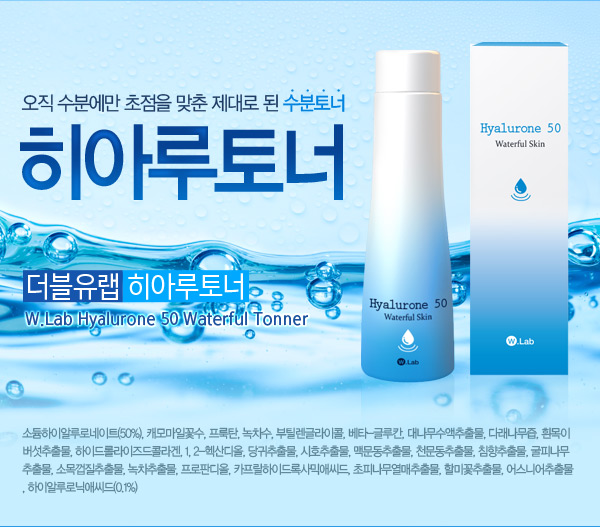 오직 수분에만 초점을 맞춘 제대로 된 수분토너
히아루토너
더블유랩 히아루토너
W.Lab Hyalurone 50 Waterful Tonner
Hyalurone 50
Waterful Skin
W.Lab
Hyalurone 50
Waterful Skin
W.Lab
소듐하이알루로네이트(50%), 캐모마일꽃수, 프룩탄, 녹차수, 부틸렌글라이콜, 베타-글루칸, 대나무수액추출물, 다래나무즙, 흰목이
버섯추출물, 하이드롤라이즈드콜라겐, 1, 2-헥산디올, 당귀추출물, 시호추출물, 맥문동추출물, 천문동추출물, 침향추출물, 굴피나무
추출물, 소목껍질추출물, 녹차추출물, 프로판디올, 카프릴하이드록사믹애씨드, 초피나무열매추출물, 할미꽃추출물, 어스니어추출물
, 하이알루로닉애씨드(0.1%)